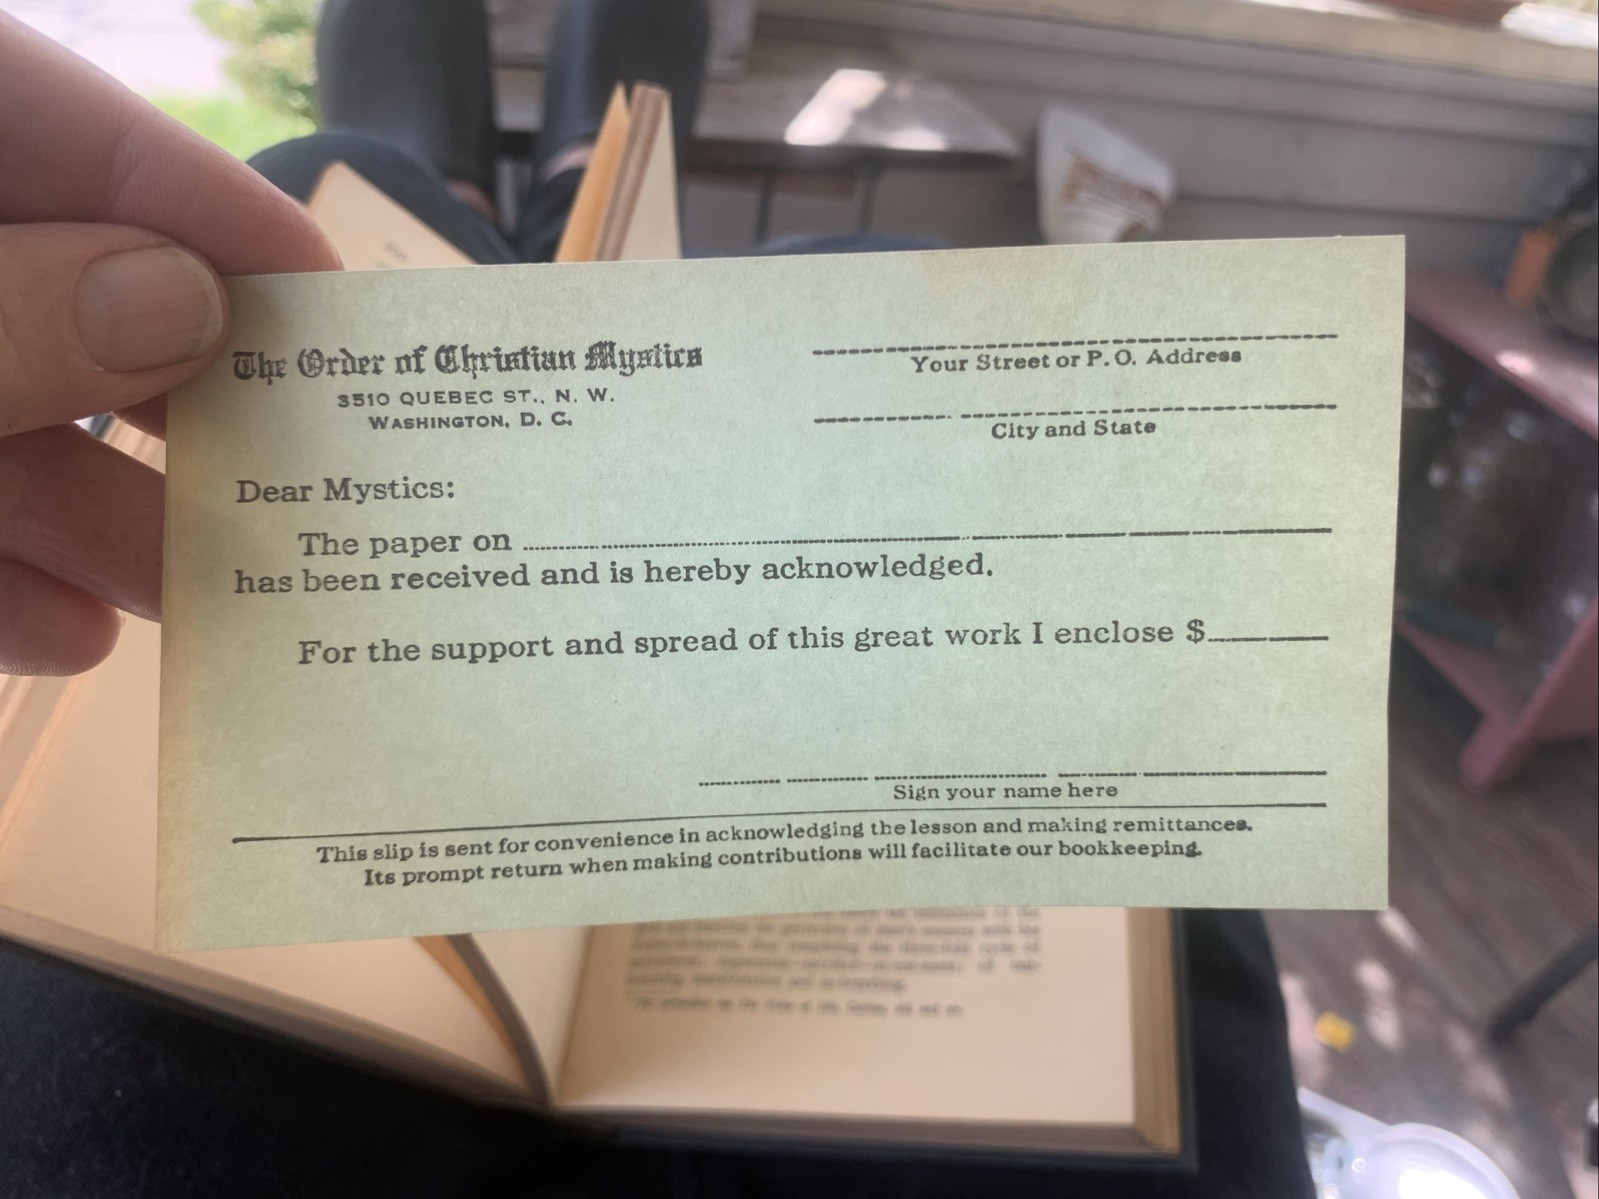 The Order of Christian Mystics
3510 QUEBEC ST., N. W.
WASHINGTON, D. C.
Your Street or P. O. Address
City and State
Dear Mystics:
The paper on
has been received and is hereby acknowledged.
For the support and spread of this great work I enclose $
Sign your name here
This slip is sent for convenience in acknowledging the lesson and making remittances.
Its prompt return when making contributions will facilitate our bookkeeping.